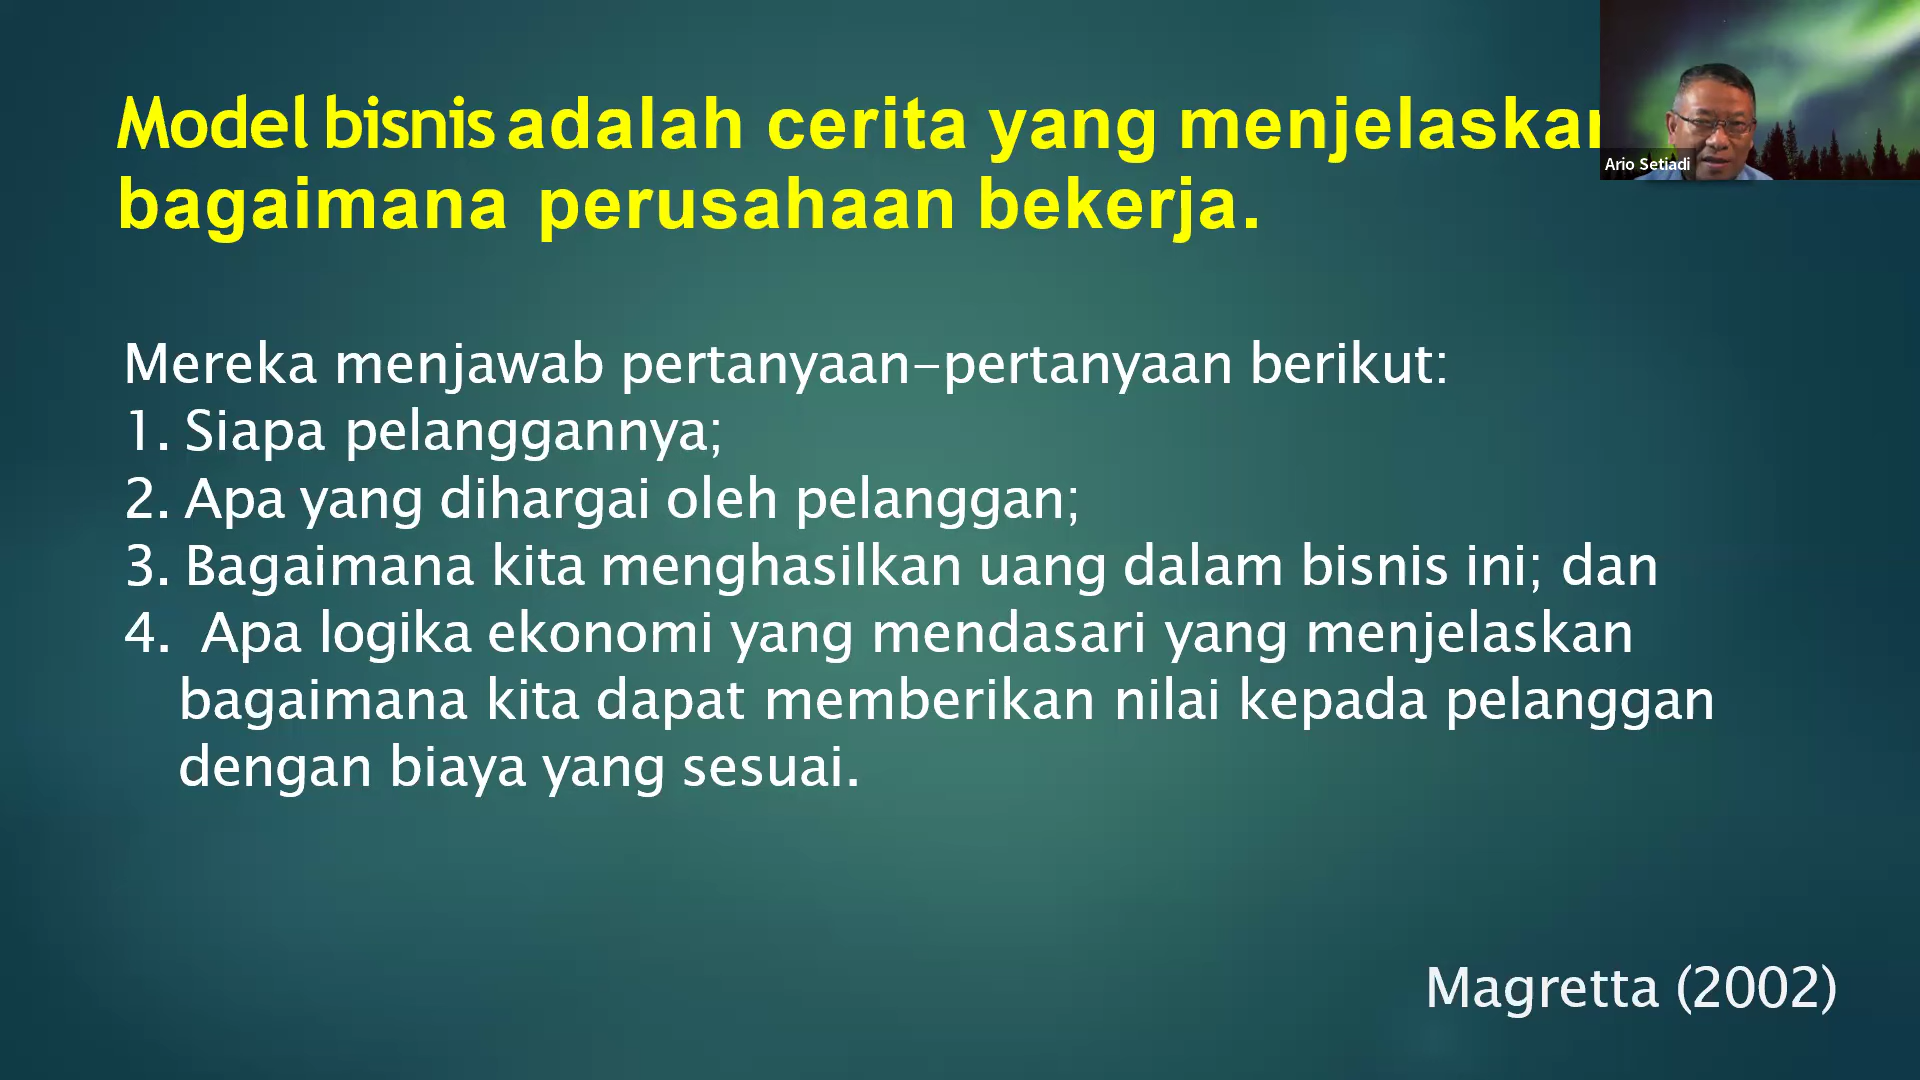 Model bisnis adalah cerita yang menjelaskan
bagaimana perusahaan bekerja.
Ario Setiadi
Mereka menjawab pertanyaan-pertanyaan berikut:
1. Siapa pelanggannya;
2. Apa yang dihargai oleh pelanggan;
3. Bagaimana kita menghasilkan uang dalam bisnis ini; dan
4. Apa logika ekonomi yang mendasari yang menjelaskan
bagaimana kita dapat memberikan nilai kepada pelanggan
dengan biaya yang sesuai.
Magretta (2002)